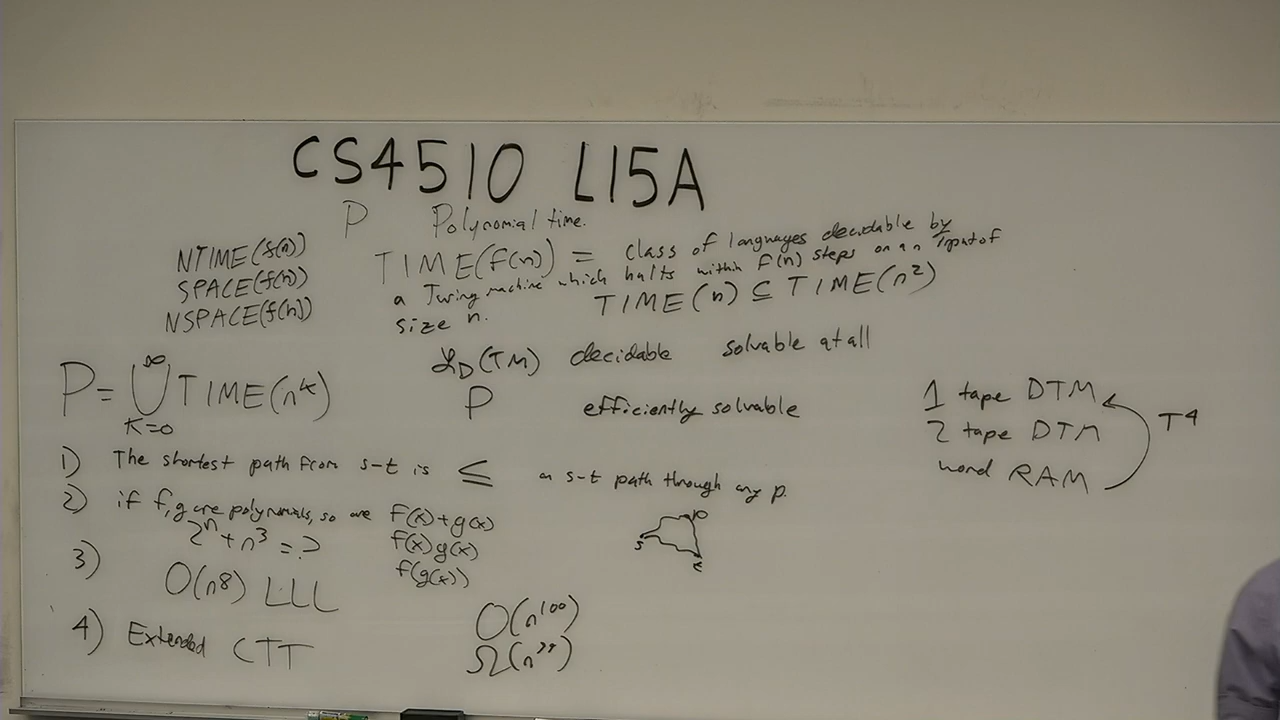 CS4510 L15A
P Polynomial time.
NTIME(f(n))
SPACE(f(n))
NSPACE(f(n))
TIME(f(n)) = class of languages decidable by
a Turing machine which halts within f(n) steps on an input of
size n.
TIME(n) ⊆ TIME(n²)
ℒ_D(TM) decidable solvable at all
P = ⋃_{k=0}^{∞} TIME(n^k)
P efficiently solvable
1 tape DTM
2 tape DTM
word RAM
T⁴
1) The shortest path from s-t is ≤ an s-t path through any p.
2) if f,g are polynomials, so are f(x)+g(x)
f(x)g(x)
f(g(x))
2ⁿ + n³ = ?
s
t
3) O(n8) LLL
O(n¹⁰⁰)
4) Extended CTT
Ω(n⁹⁹)